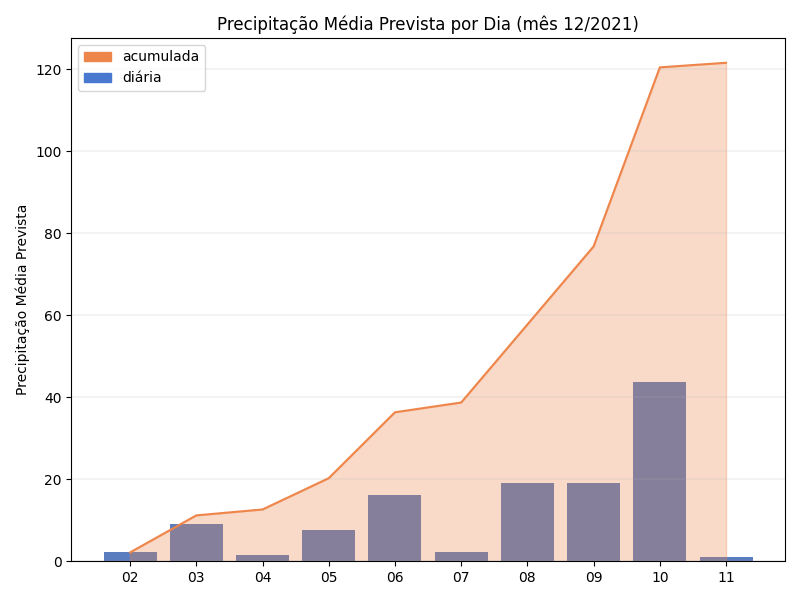 Precipitação Média Prevista por Dia (mês 12/2021)
acumulada
diária
Precipitação Média Prevista
120
100
80
60
40
20
0
02 03 04 05 06 07 08 09 10 11